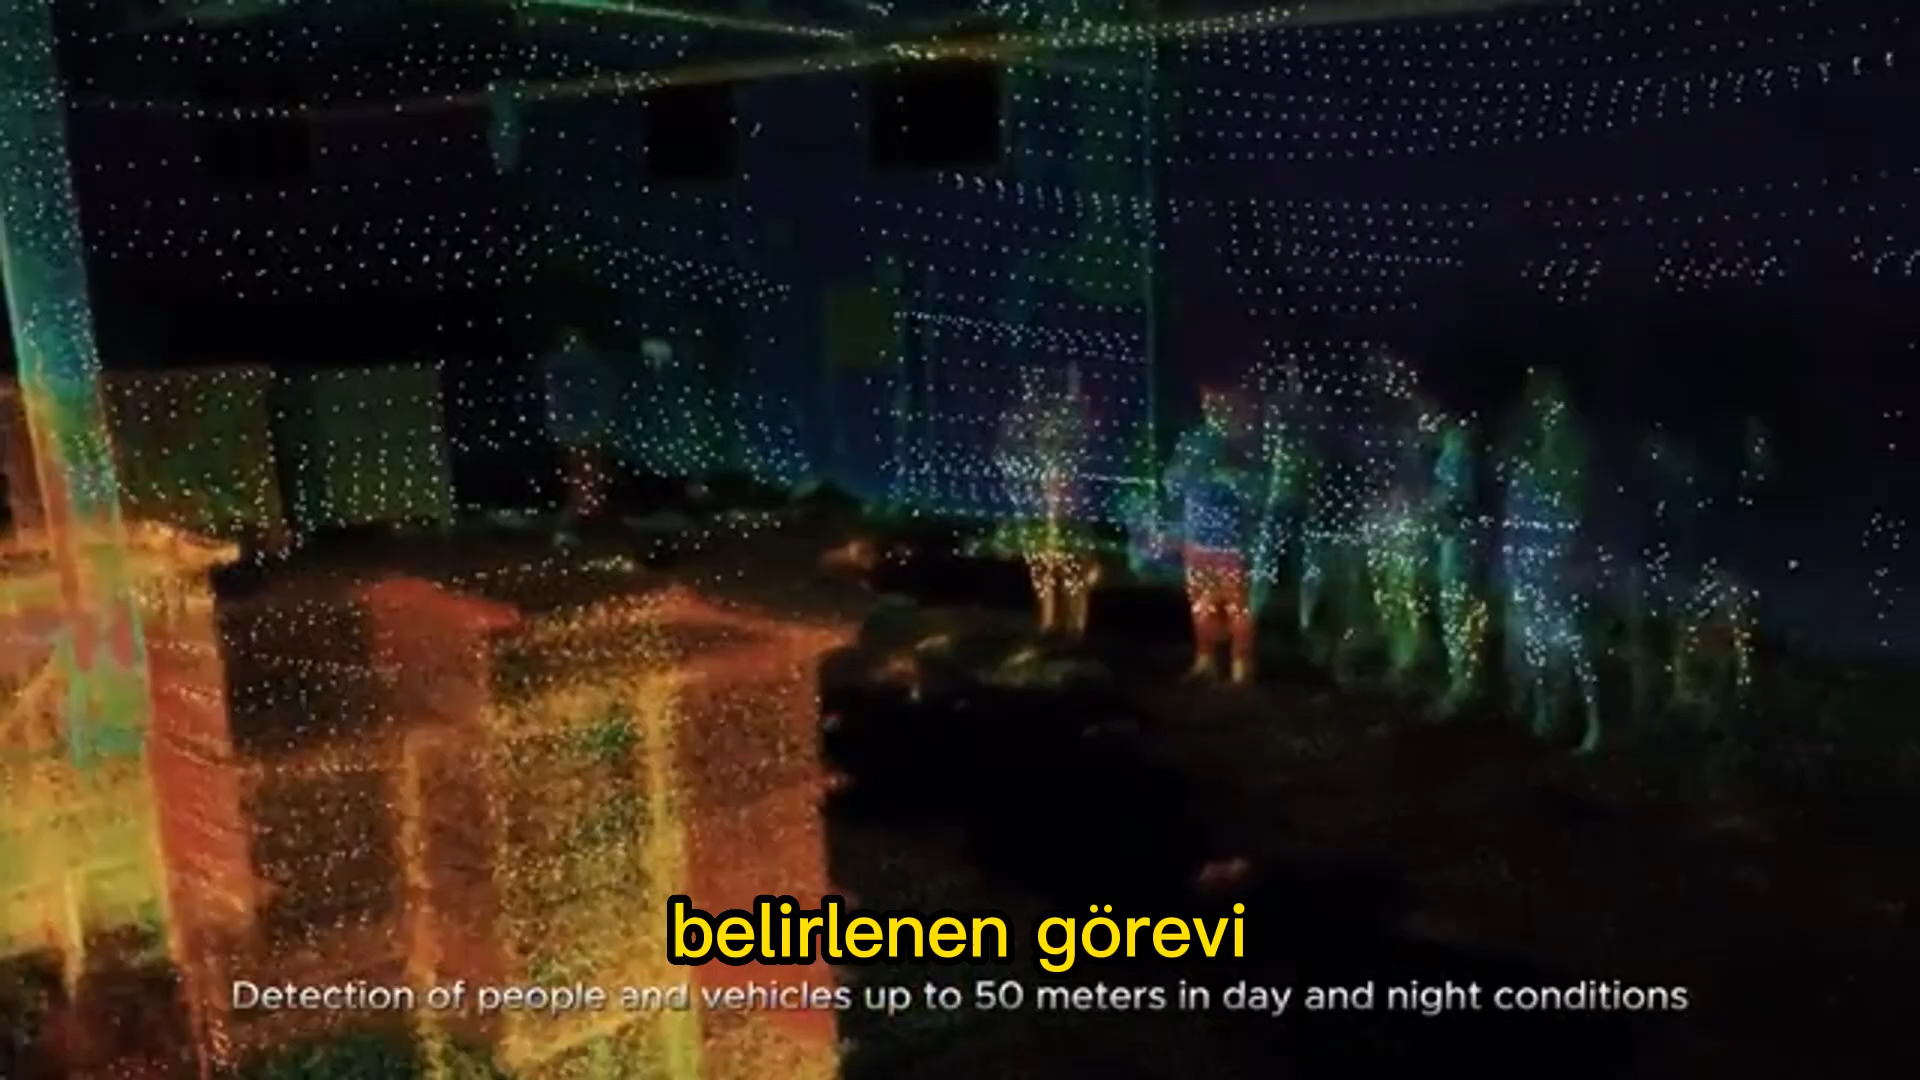 belirlenen görevi
Detection of people and vehicles up to 50 meters in day and night conditions